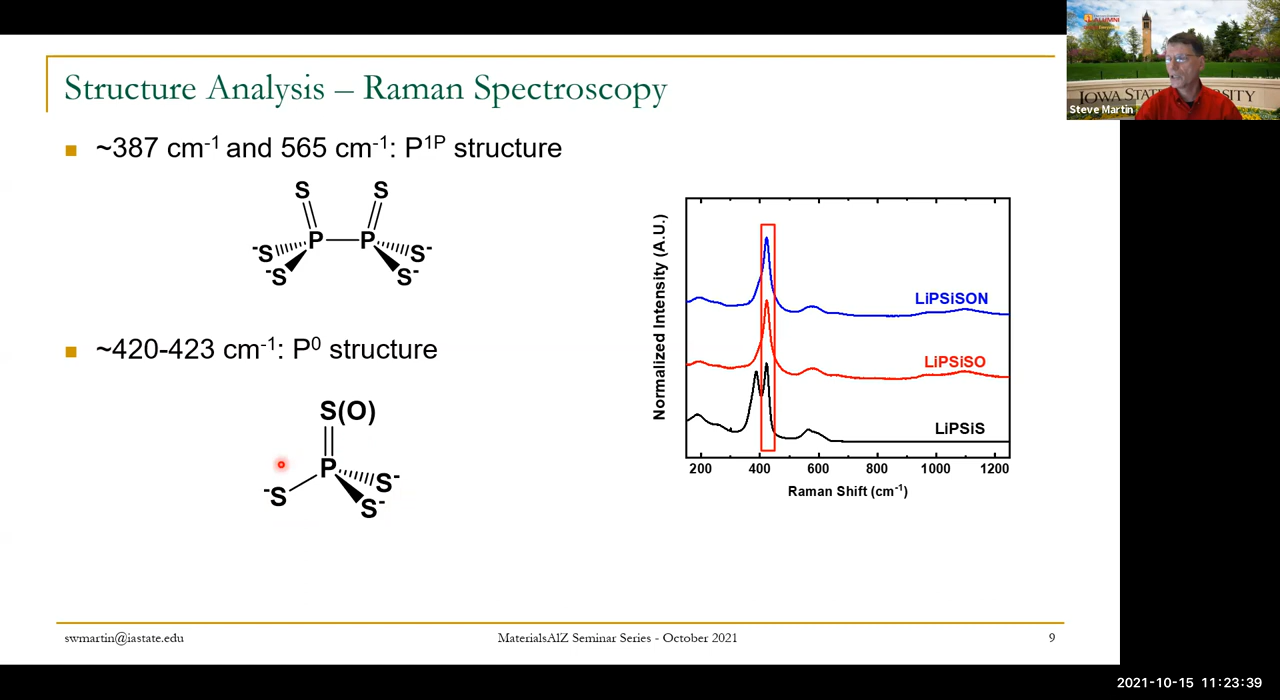 ALUMNI
IOWA STATE UNIVERSITY
Steve Martin
Structure Analysis – Raman Spectroscopy
~387 cm-1 and 565 cm-1: P1P structure
S S
-S P P S-
-S S-
~420-423 cm-1: P0 structure
S(O)
P
-S S-
S-
Normalized Intensity (A.U.)
LiPSiSON
LiPSiSO
LiPSiS
200 400 600 800 1000 1200
Raman Shift (cm-1)
swmartin@iastate.edu
MaterialsAlZ Seminar Series - October 2021
9
2021-10-15 11:23:39